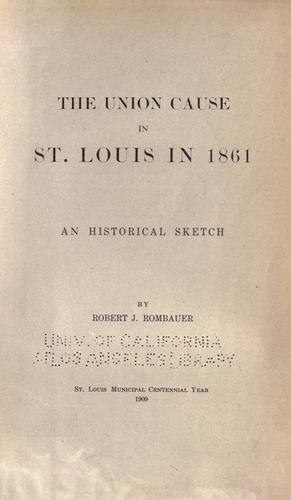 THE UNION CAUSE
IN
ST. LOUIS IN 1861
AN HISTORICAL SKETCH
BY
ROBERT J. ROMBAUER
UNIV. OF CALIFORNIA
AT LOS ANGELES LIBRARY
ST. LOUIS MUNICIPAL CENTENNIAL YEAR
1909